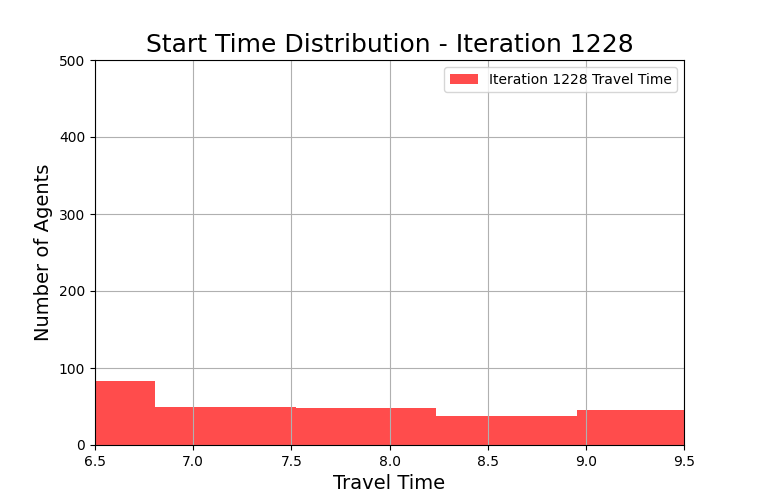 Start Time Distribution - Iteration 1228
Iteration 1228 Travel Time
Number of Agents
500
400
300
200
100
0
6.5 7.0 7.5 8.0 8.5 9.0 9.5
Travel Time